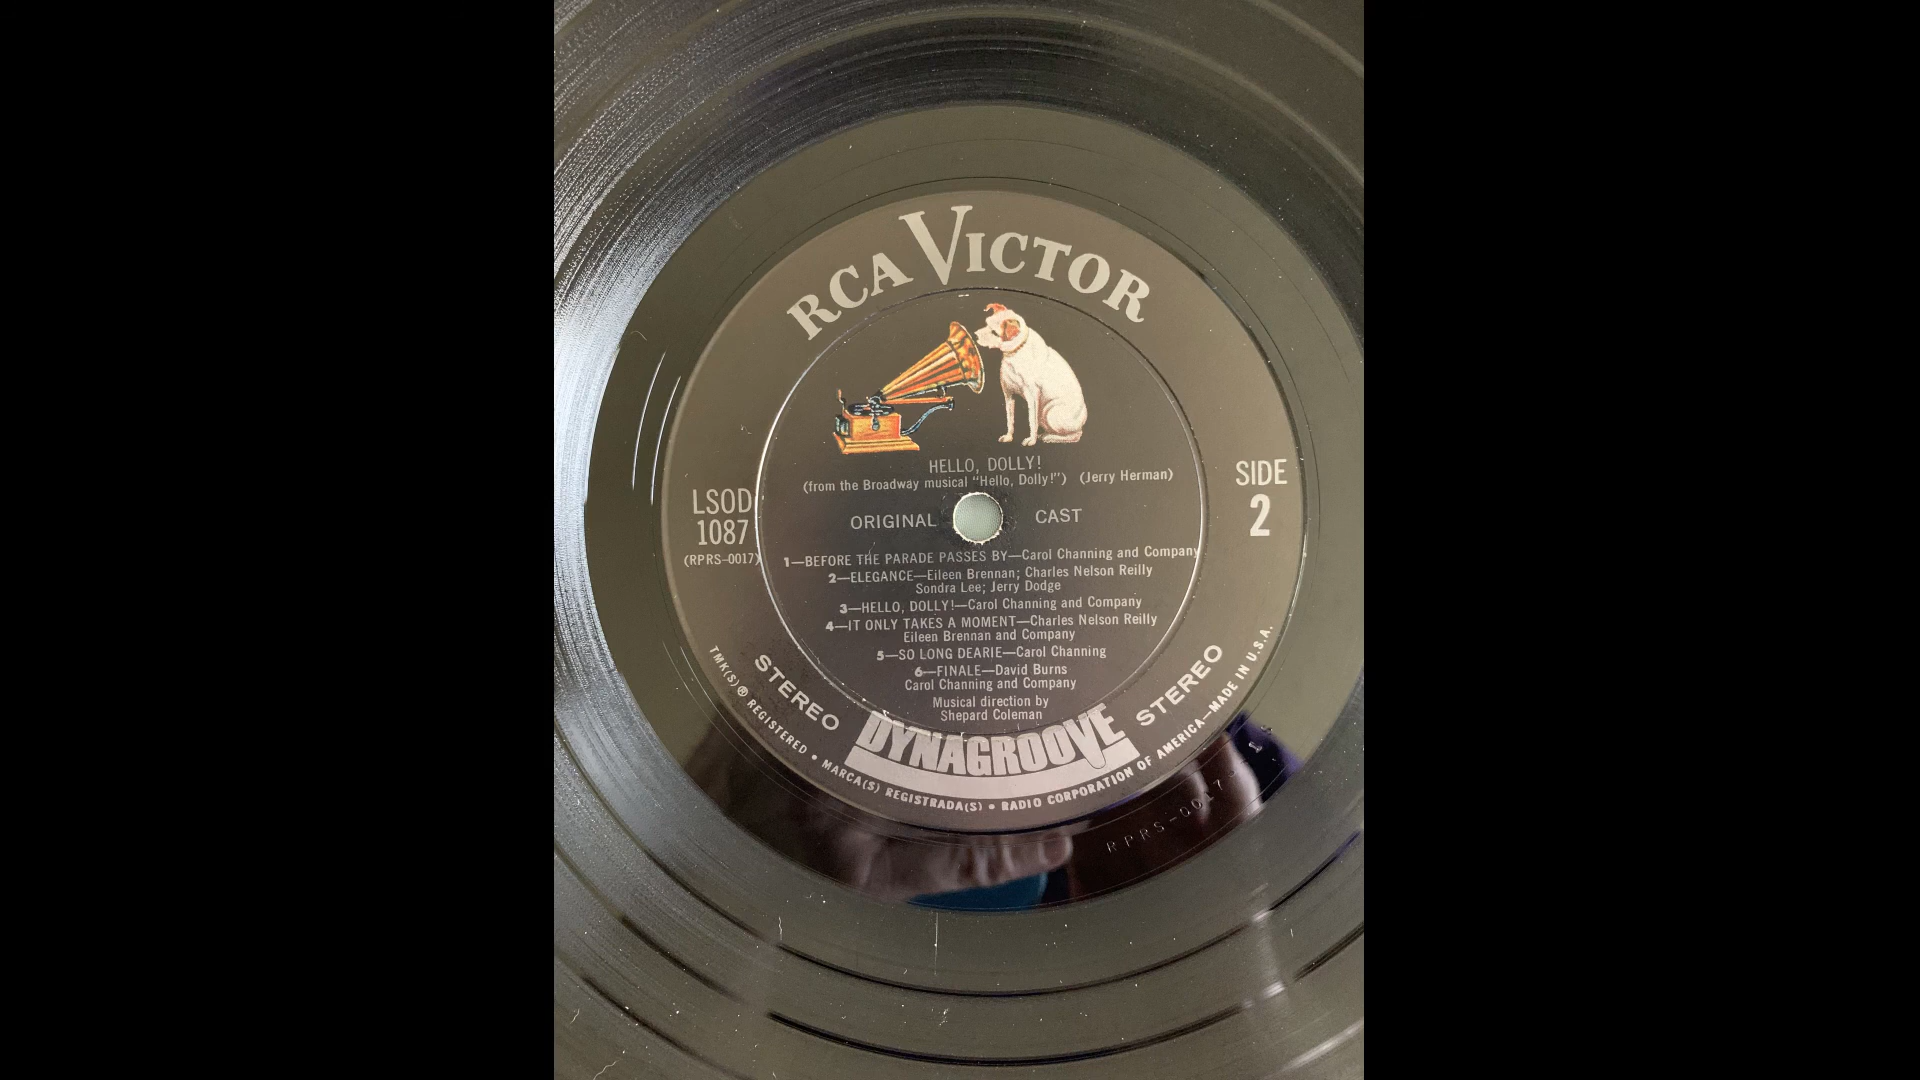 RCA VICTOR
HELLO, DOLLY!
(from the Broadway musical "Hello, Dolly!") (Jerry Herman)
LSOD
1087
(RPRS-0017)
SIDE
2
ORIGINAL CAST
1—BEFORE THE PARADE PASSES BY—Carol Channing and Company
2—ELEGANCE—Eileen Brennan; Charles Nelson Reilly
Sondra Lee; Jerry Dodge
3—HELLO, DOLLY!—Carol Channing and Company
4—IT ONLY TAKES A MOMENT—Charles Nelson Reilly
Eileen Brennan and Company
5—SO LONG DEARIE—Carol Channing
6—FINALE—David Burns
Carol Channing and Company
Musical direction by
Shepard Coleman
STEREO DYNAGROOVE STEREO
TMK(S) ® REGISTERED • MARCA(S) REGISTRADA(S) • RADIO CORPORATION OF AMERICA—MADE IN U.S.A.
RPRS-0017